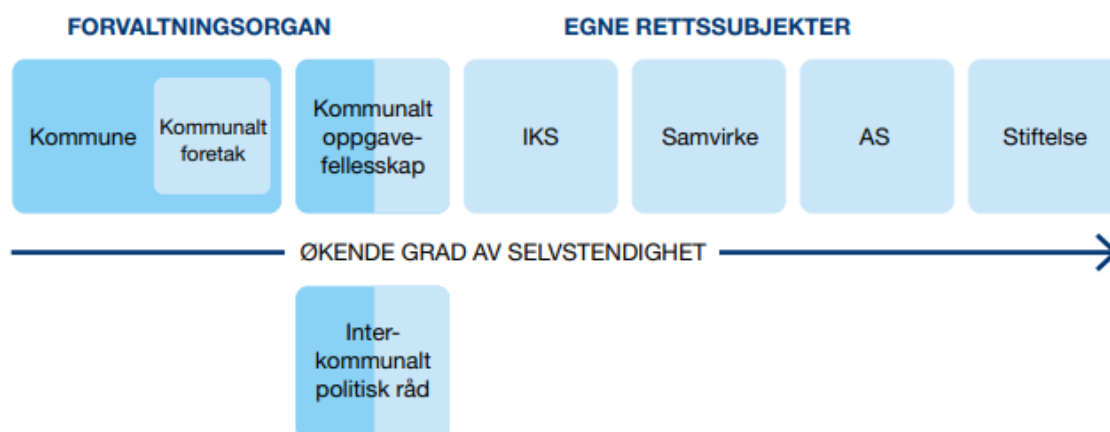 FORVALTNINGSORGAN
EGNE RETTSSUBJEKTER
Kommune
Kommunalt
foretak
Kommunalt
oppgave-
fellesskap
IKS
Samvirke
AS
Stiftelse
ØKENDE GRAD AV SELVSTENDIGHET
Inter-
kommunalt
politisk råd